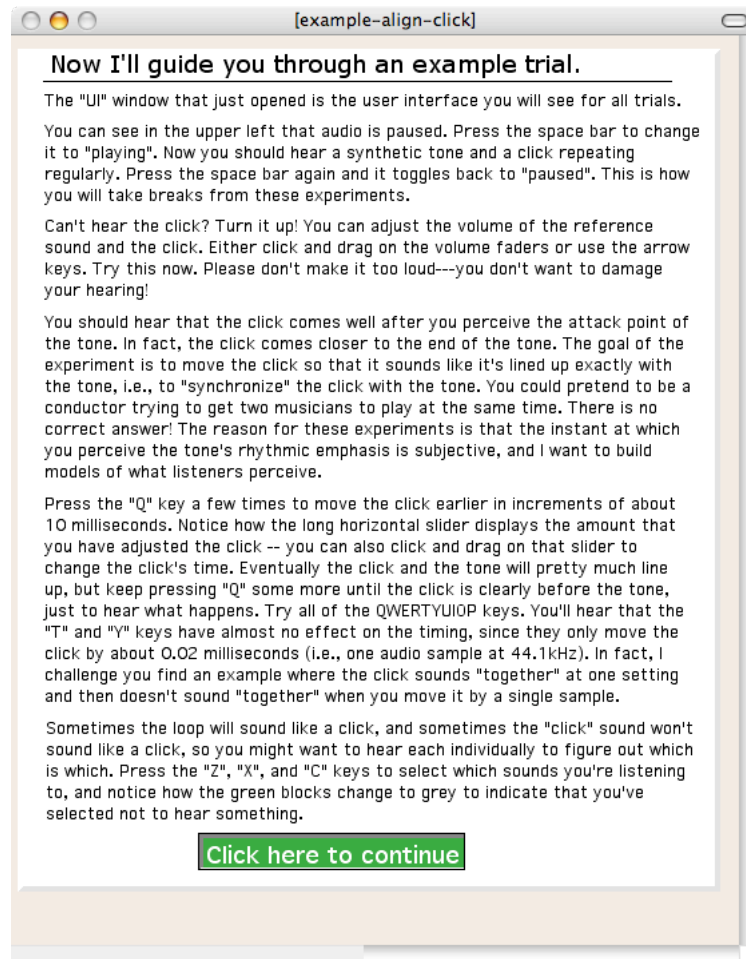 [example-align-click]
Now I'll guide you through an example trial.
The "UI" window that just opened is the user interface you will see for all trials.
You can see in the upper left that audio is paused. Press the space bar to change
it to "playing". Now you should hear a synthetic tone and a click repeating
regularly. Press the space bar again and it toggles back to "paused". This is how
you will take breaks from these experiments.
Can't hear the click? Turn it up! You can adjust the volume of the reference
sound and the click. Either click and drag on the volume faders or use the arrow
keys. Try this now. Please don't make it too loud---you don't want to damage
your hearing!
You should hear that the click comes well after you perceive the attack point of
the tone. In fact, the click comes closer to the end of the tone. The goal of the
experiment is to move the click so that it sounds like it's lined up exactly with
the tone, i.e., to "synchronize" the click with the tone. You could pretend to be a
conductor trying to get two musicians to play at the same time. There is no
correct answer! The reason for these experiments is that the instant at which
you perceive the tone's rhythmic emphasis is subjective, and I want to build
models of what listeners perceive.
Press the "Q" key a few times to move the click earlier in increments of about
10 milliseconds. Notice how the long horizontal slider displays the amount that
you have adjusted the click -- you can also click and drag on that slider to
change the click's time. Eventually the click and the tone will pretty much line
up, but keep pressing "Q" some more until the click is clearly before the tone,
just to hear what happens. Try all of the QWERTYUIOP keys. You'll hear that the
"T" and "Y" keys have almost no effect on the timing, since they only move the
click by about 0.02 milliseconds (i.e., one audio sample at 44.1kHz). In fact, I
challenge you find an example where the click sounds "together" at one setting
and then doesn't sound "together" when you move it by a single sample.
Sometimes the loop will sound like a click, and sometimes the "click" sound won't
sound like a click, so you might want to hear each individually to figure out which
is which. Press the "Z", "X", and "C" keys to select which sounds you're listening
to, and notice how the green blocks change to grey to indicate that you've
selected not to hear something.
Click here to continue